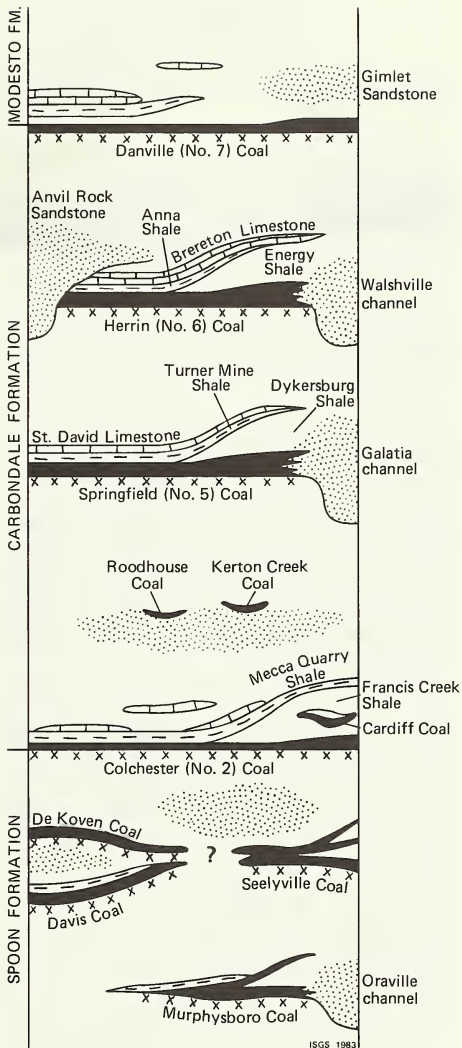 MODESTO FM.
Gimlet
Sandstone
Danville (No. 7) Coal
CARBONDALE FORMATION
Anvil Rock
Sandstone
Anna
Shale
Brereton Limestone
Energy
Shale
Walshville
channel
Herrin (No. 6) Coal
Turner Mine
Shale
Dykersburg
Shale
St. David Limestone
Galatia
channel
Springfield (No. 5) Coal
Roodhouse
Coal
Kerton Creek
Coal
Mecca Quarry
Shale
Francis Creek
Shale
Cardiff Coal
Colchester (No. 2) Coal
SPOON FORMATION
De Koven Coal
?
Seelyville Coal
Davis Coal
Oraville
channel
Murphysboro Coal
ISGS 1983